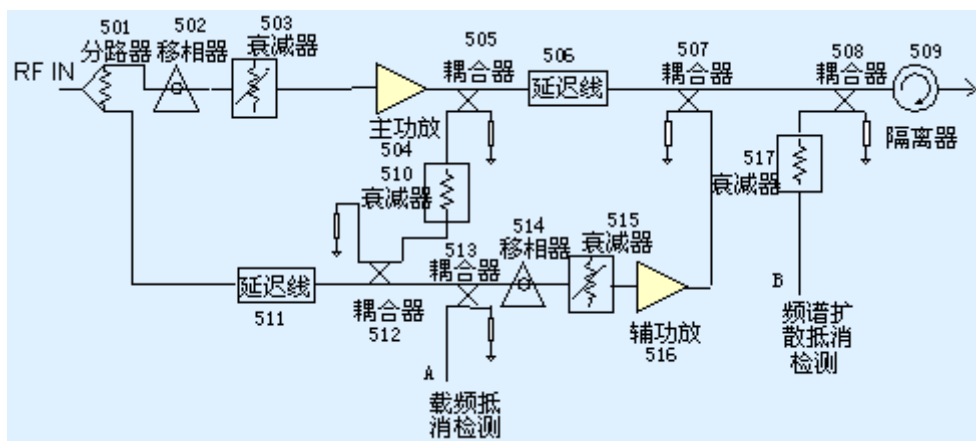 501
分路器
502
移相器
503
衰减器
505
耦合器
506
延迟线
507
耦合器
508
耦合器
509
隔离器
RF IN
主功放
504
510
衰减器
517
衰减器
514
移相器
515
衰减器
513
耦合器
延迟线
511
耦合器
512
辅功放
516
A
载频抵
消检测
B
频谱扩
散抵消
检测